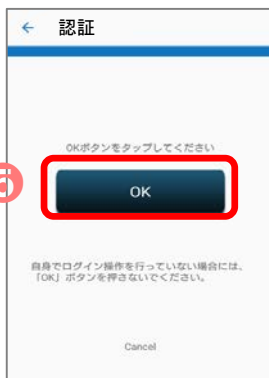 ← 認証
OKボタンをタップしてください
OK
自身でログイン操作を行っていない場合には、
「OK」ボタンを押さないでください。
Cancel